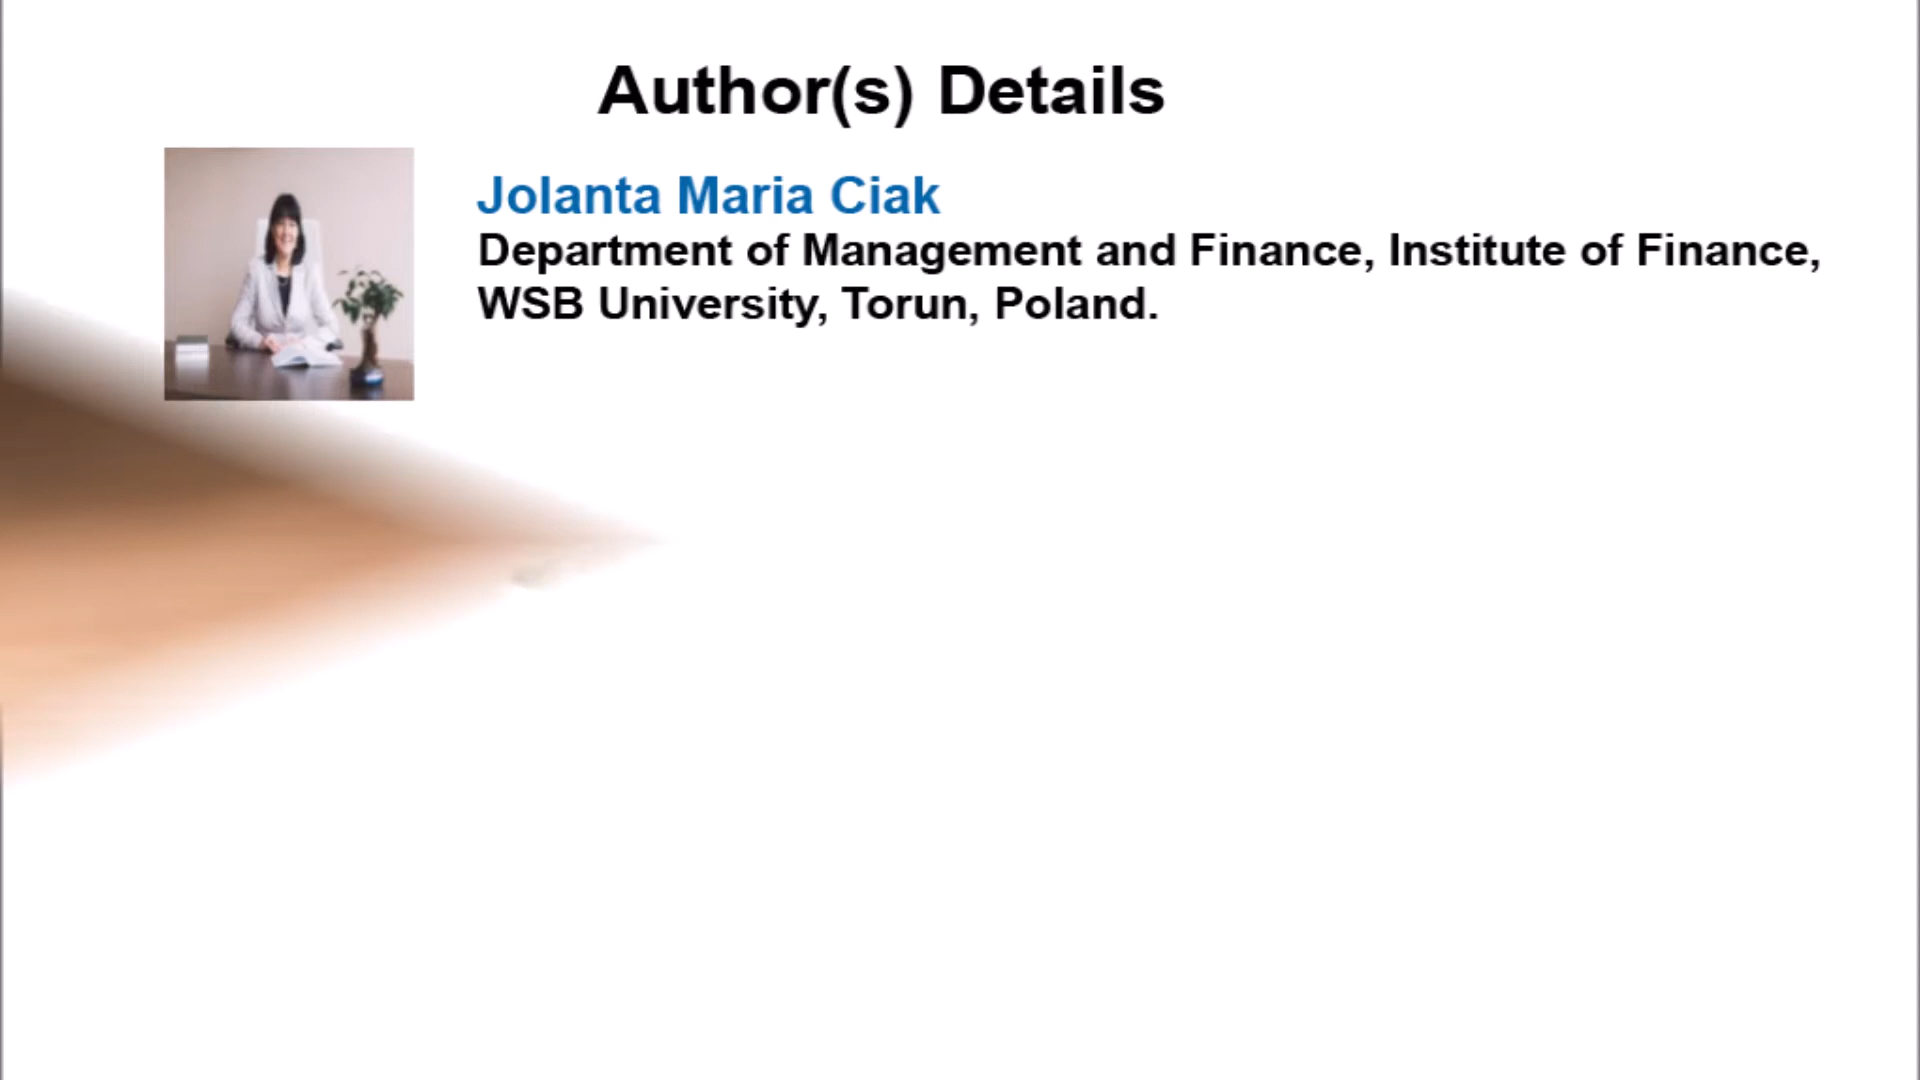 Author(s) Details
Jolanta Maria Ciak
Department of Management and Finance, Institute of Finance,
WSB University, Torun, Poland.